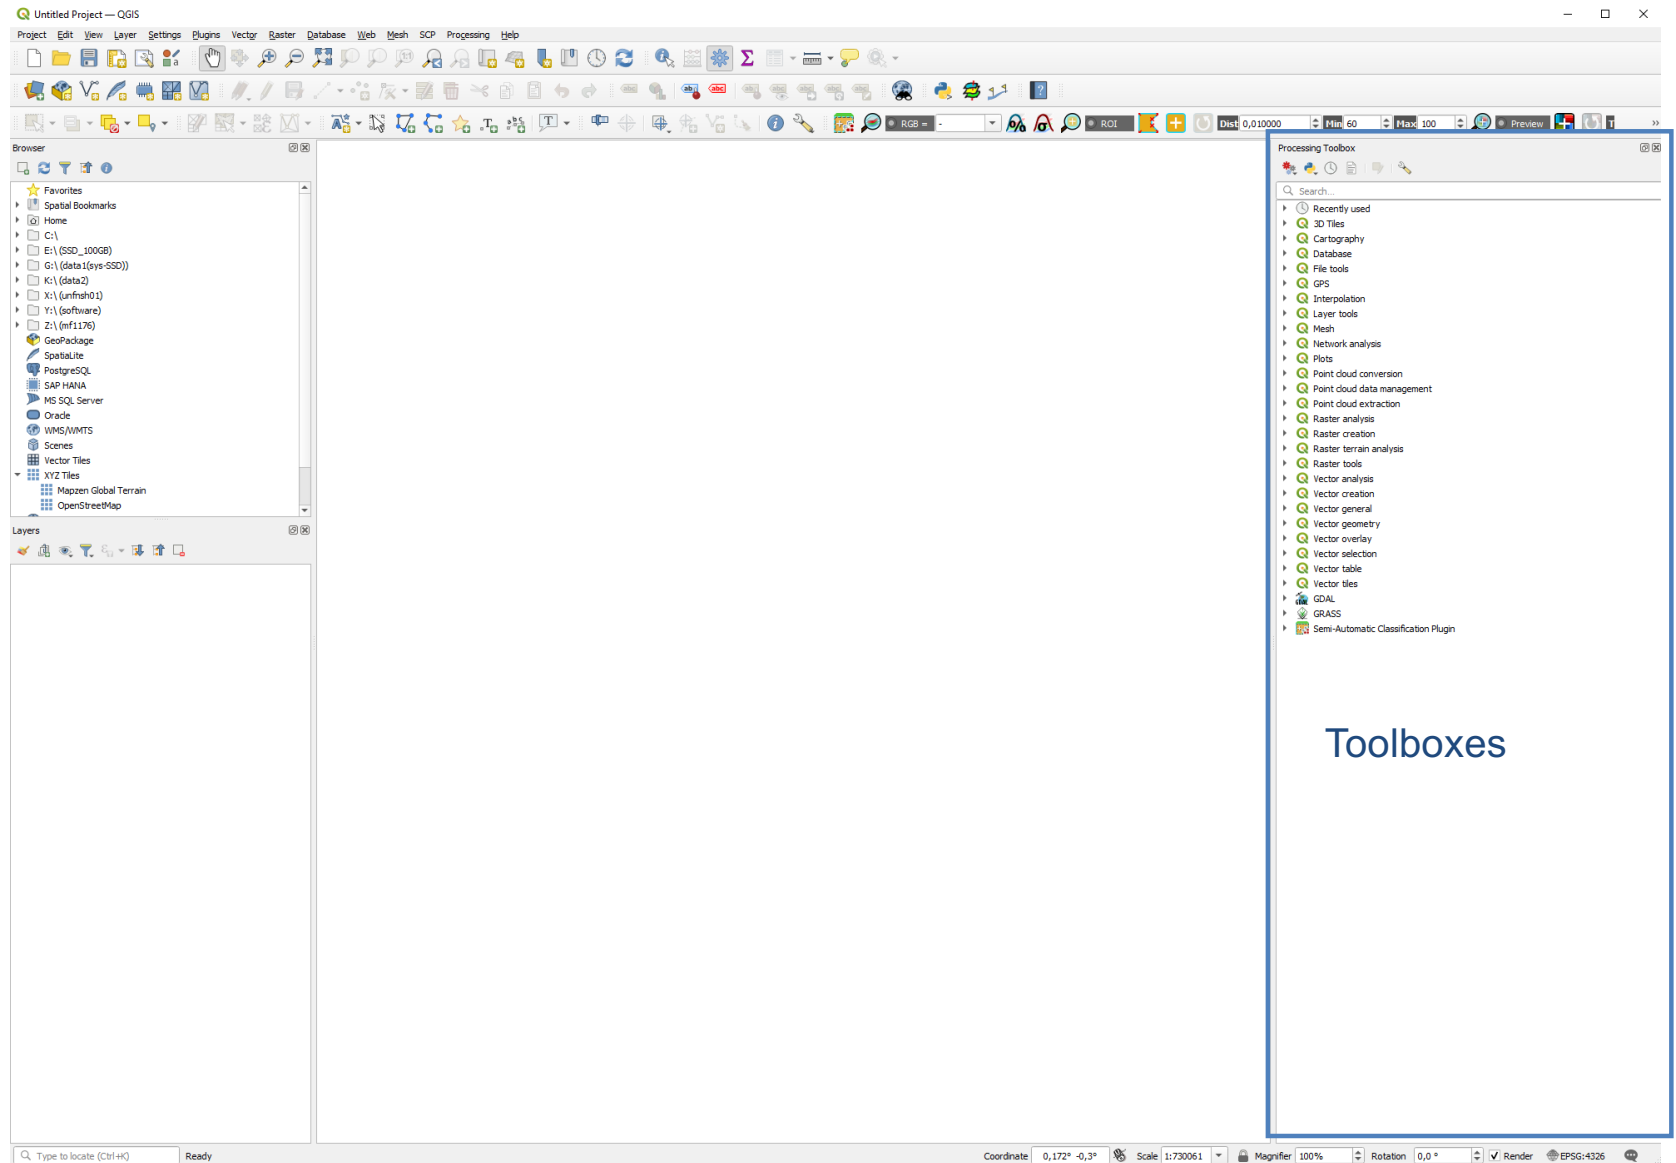 Untitled Project — QGIS
Project Edit View Layer Settings Plugins Vector Raster Database Web Mesh SCP Processing Help
RGB = - ROI Dist 0,010000 Min 60 Max 100 Preview T »
Browser
Favorites
Spatial Bookmarks
Home
C:\
E:\ (SSD_100GB)
G:\ (data1(sys-SSD))
K:\ (data2)
X:\ (unfnsh01)
Y:\ (software)
Z:\ (mf1176)
GeoPackage
SpatiaLite
PostgreSQL
SAP HANA
MS SQL Server
Oracle
WMS/WMTS
Scenes
Vector Tiles
XYZ Tiles
Mapzen Global Terrain
OpenStreetMap
Layers
Processing Toolbox
Search...
Recently used
3D Tiles
Cartography
Database
File tools
GPS
Interpolation
Layer tools
Mesh
Network analysis
Plots
Point cloud conversion
Point cloud data management
Point cloud extraction
Raster analysis
Raster creation
Raster terrain analysis
Raster tools
Vector analysis
Vector creation
Vector general
Vector geometry
Vector overlay
Vector selection
Vector table
Vector tiles
GDAL
GRASS
Semi-Automatic Classification Plugin
Toolboxes
Type to locate (Ctrl+K) Ready Coordinate 0,172° -0,3° Scale 1:730061 Magnifier 100% Rotation 0,0 ° Render EPSG:4326